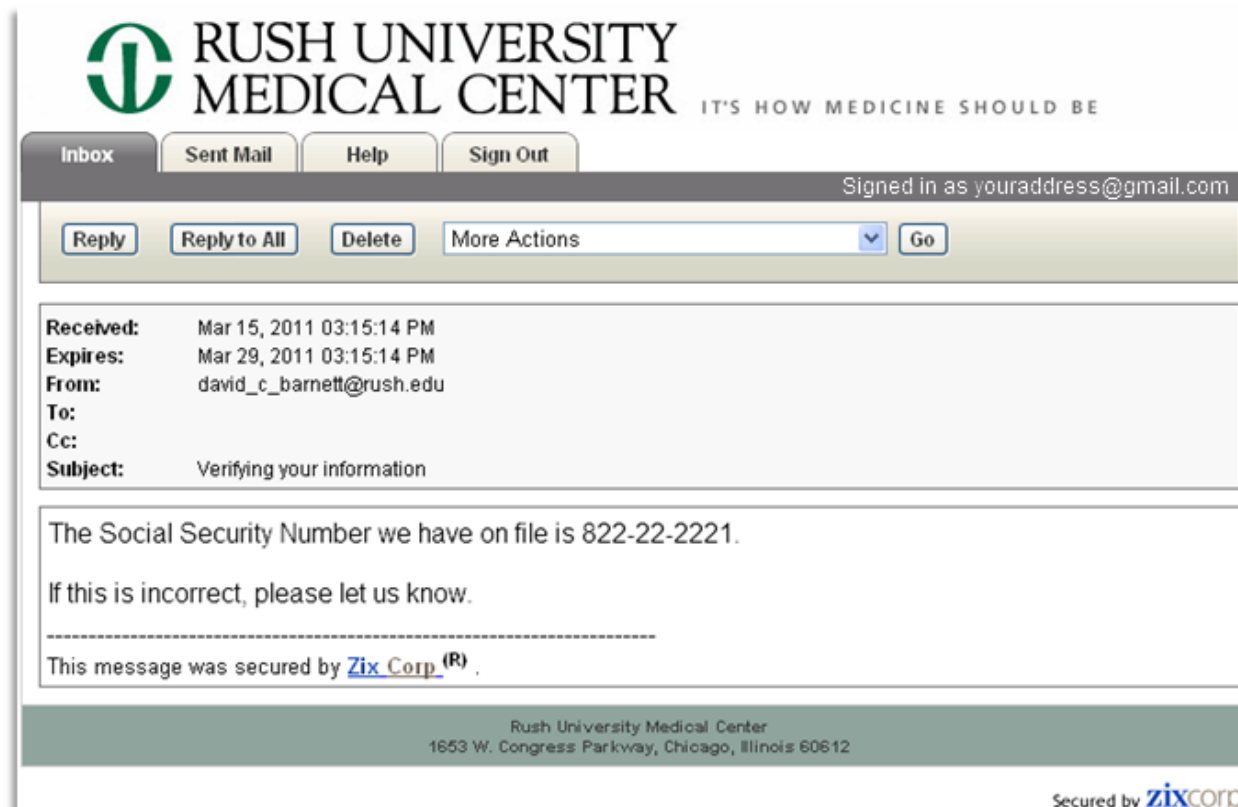 RUSH UNIVERSITY
MEDICAL CENTER IT'S HOW MEDICINE SHOULD BE
Inbox Sent Mail Help Sign Out
Signed in as youraddress@gmail.com
Reply Reply to All Delete More Actions Go
Received: Mar 15, 2011 03:15:14 PM
Expires: Mar 29, 2011 03:15:14 PM
From: david_c_barnett@rush.edu
To:
Cc:
Subject: Verifying your information
The Social Security Number we have on file is 822-22-2221.
If this is incorrect, please let us know.
-------------------------------------------------------------------------
This message was secured by Zix Corp (R) .
Rush University Medical Center
1653 W. Congress Parkway, Chicago, Illinois 60612
Secured by zixcorp